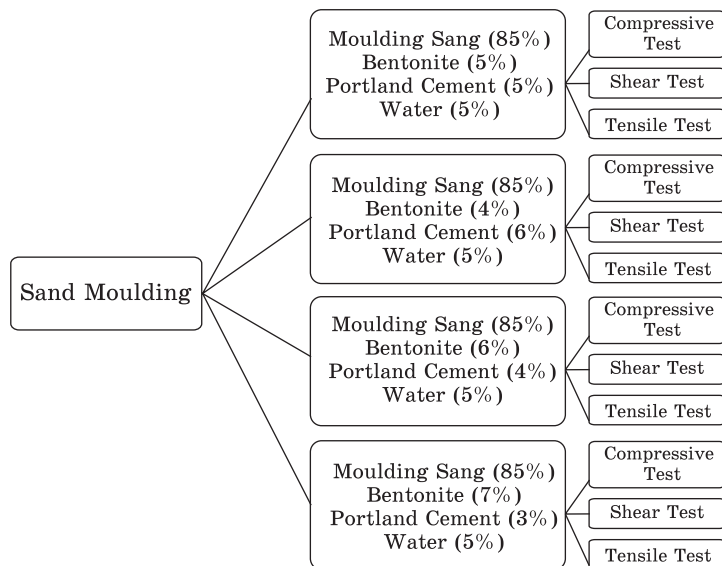 Sand Moulding
Moulding Sang (85%)
Bentonite (5%)
Portland Cement (5%)
Water (5%)
Compressive
Test
Shear Test
Tensile Test
Moulding Sang (85%)
Bentonite (4%)
Portland Cement (6%)
Water (5%)
Compressive
Test
Shear Test
Tensile Test
Moulding Sang (85%)
Bentonite (6%)
Portland Cement (4%)
Water (5%)
Compressive
Test
Shear Test
Tensile Test
Moulding Sang (85%)
Bentonite (7%)
Portland Cement (3%)
Water (5%)
Compressive
Test
Shear Test
Tensile Test